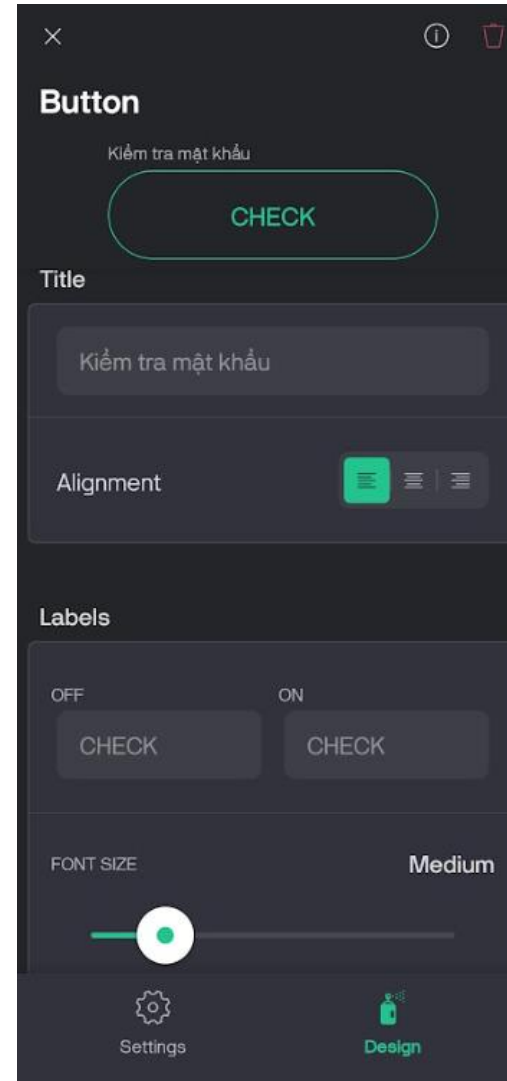 Button
Kiểm tra mật khẩu
CHECK
Title
Kiểm tra mật khẩu
Alignment
Labels
OFF ON
CHECK CHECK
FONT SIZE Medium
Settings Design